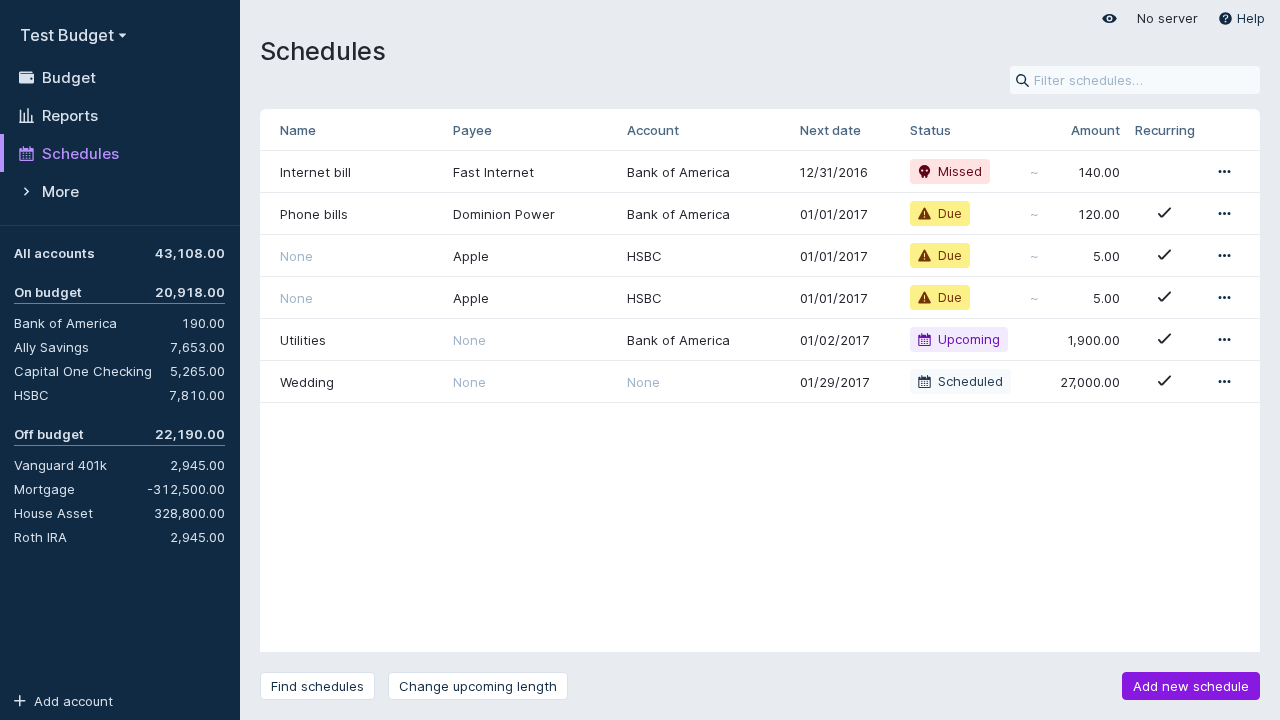 Test Budget
Budget
Reports
Schedules
More
All accounts 43,108.00
On budget 20,918.00
Bank of America 190.00
Ally Savings 7,653.00
Capital One Checking 5,265.00
HSBC 7,810.00
Off budget 22,190.00
Vanguard 401k 2,945.00
Mortgage -312,500.00
House Asset 328,800.00
Roth IRA 2,945.00
Add account
No server Help
Schedules
Filter schedules…
Name Payee Account Next date Status Amount Recurring
Internet bill Fast Internet Bank of America 12/31/2016 Missed ~ 140.00
Phone bills Dominion Power Bank of America 01/01/2017 Due ~ 120.00
None Apple HSBC 01/01/2017 Due ~ 5.00
None Apple HSBC 01/01/2017 Due ~ 5.00
Utilities None Bank of America 01/02/2017 Upcoming 1,900.00
Wedding None None 01/29/2017 Scheduled 27,000.00
Find schedules Change upcoming length Add new schedule